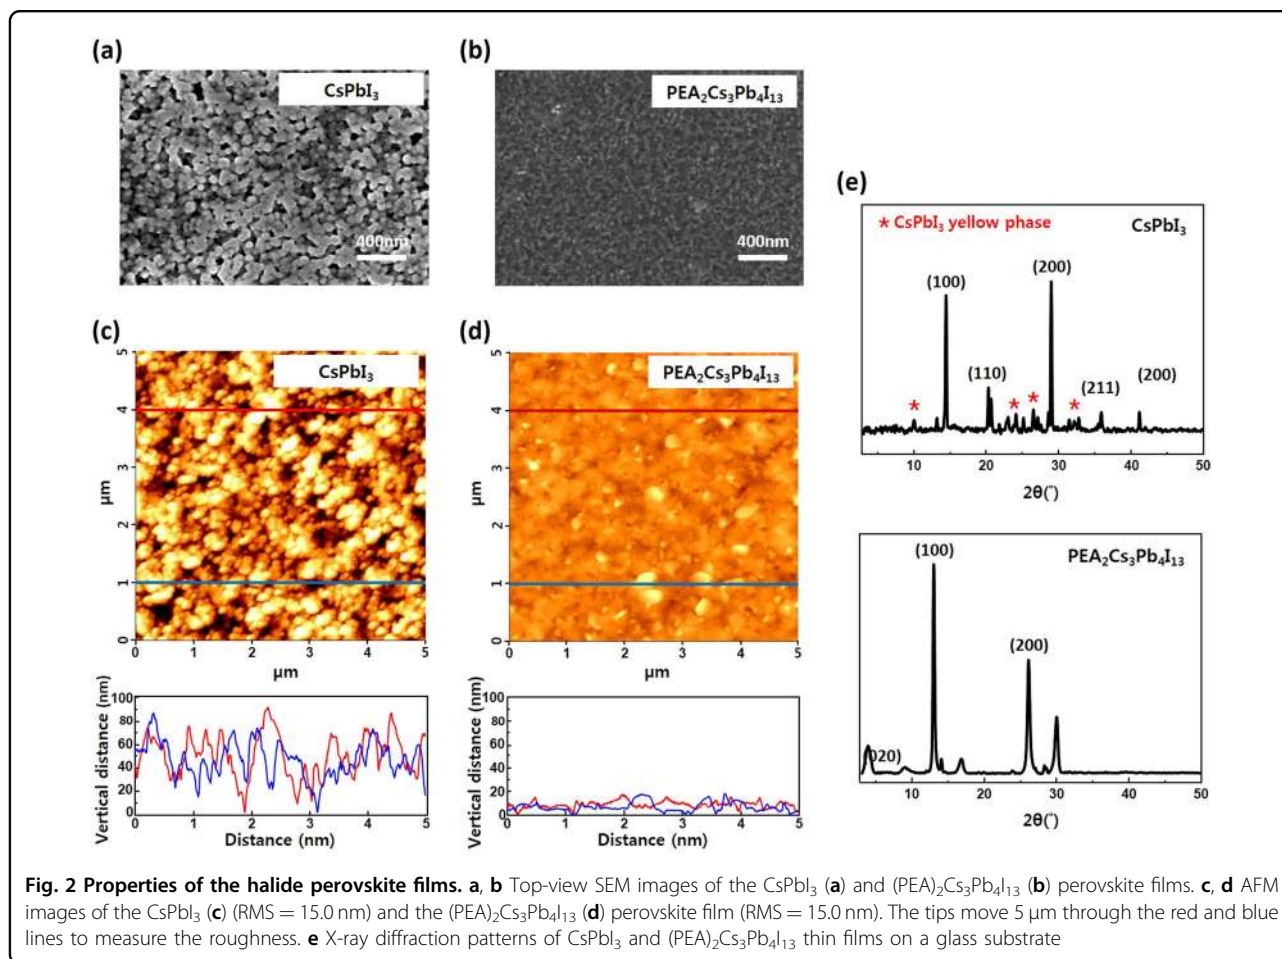 (a)
CsPbI₃
400nm
(b)
PEA₂Cs₃Pb₄I₁₃
400nm
(c)
CsPbI₃
5
4
3
2
1
0
μm
0 1 2 3 4 5
μm
100
80
60
40
20
0
Vertical distance (nm)
0 1 2 3 4 5
Distance (nm)
(d)
PEA₂Cs₃Pb₄I₁₃
5
4
3
2
1
0
μm
0 1 2 3 4 5
μm
100
80
60
40
20
0
Vertical distance (nm)
0 1 2 3 4 5
Distance (nm)
(e)
* CsPbI₃ yellow phase
CsPbI₃
(100)
(110)
(200)
(211)
(200)
* * * *
10 20 30 40 50
2θ(°)
PEA₂Cs₃Pb₄I₁₃
(100)
(200)
020)
10 20 30 40 50
2θ(°)
Fig. 2 Properties of the halide perovskite films. a, b Top-view SEM images of the CsPbI₃ (a) and (PEA)₂Cs₃Pb₄I₁₃ (b) perovskite films. c, d AFM
images of the CsPbI₃ (c) (RMS = 15.0 nm) and the (PEA)₂Cs₃Pb₄I₁₃ (d) perovskite film (RMS = 15.0 nm). The tips move 5 μm through the red and blue
lines to measure the roughness. e X-ray diffraction patterns of CsPbI₃ and (PEA)₂Cs₃Pb₄I₁₃ thin films on a glass substrate